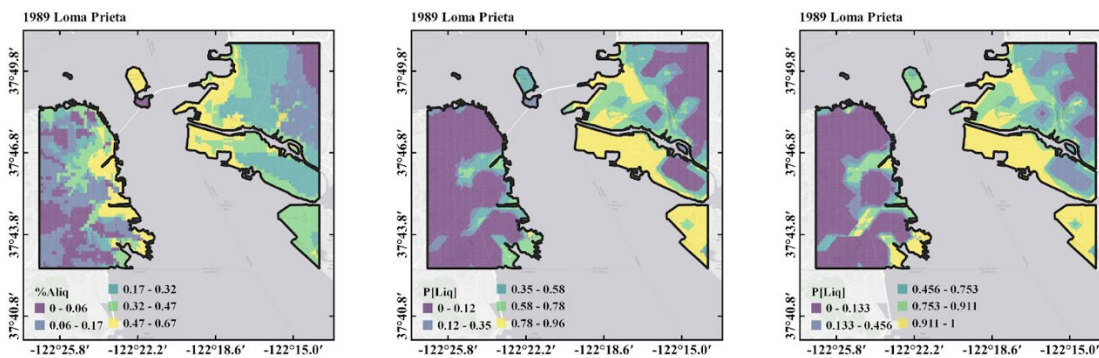 1989 Loma Prieta
37°49.8′
37°46.8′
37°43.8′
37°40.8′
%Aliq
0 - 0.06
0.06 - 0.17
0.17 - 0.32
0.32 - 0.47
0.47 - 0.67
-122°25.8′ -122°22.2′ -122°18.6′ -122°15.0′
1989 Loma Prieta
37°49.8′
37°46.8′
37°43.8′
37°40.8′
P[Liq]
0 - 0.12
0.12 - 0.35
0.35 - 0.58
0.58 - 0.78
0.78 - 0.96
-122°25.8′ -122°22.2′ -122°18.6′ -122°15.0′
1989 Loma Prieta
37°49.8′
37°46.8′
37°43.8′
37°40.8′
P[Liq]
0 - 0.133
0.133 - 0.456
0.456 - 0.753
0.753 - 0.911
0.911 - 1
-122°25.8′ -122°22.2′ -122°18.6′ -122°15.0′